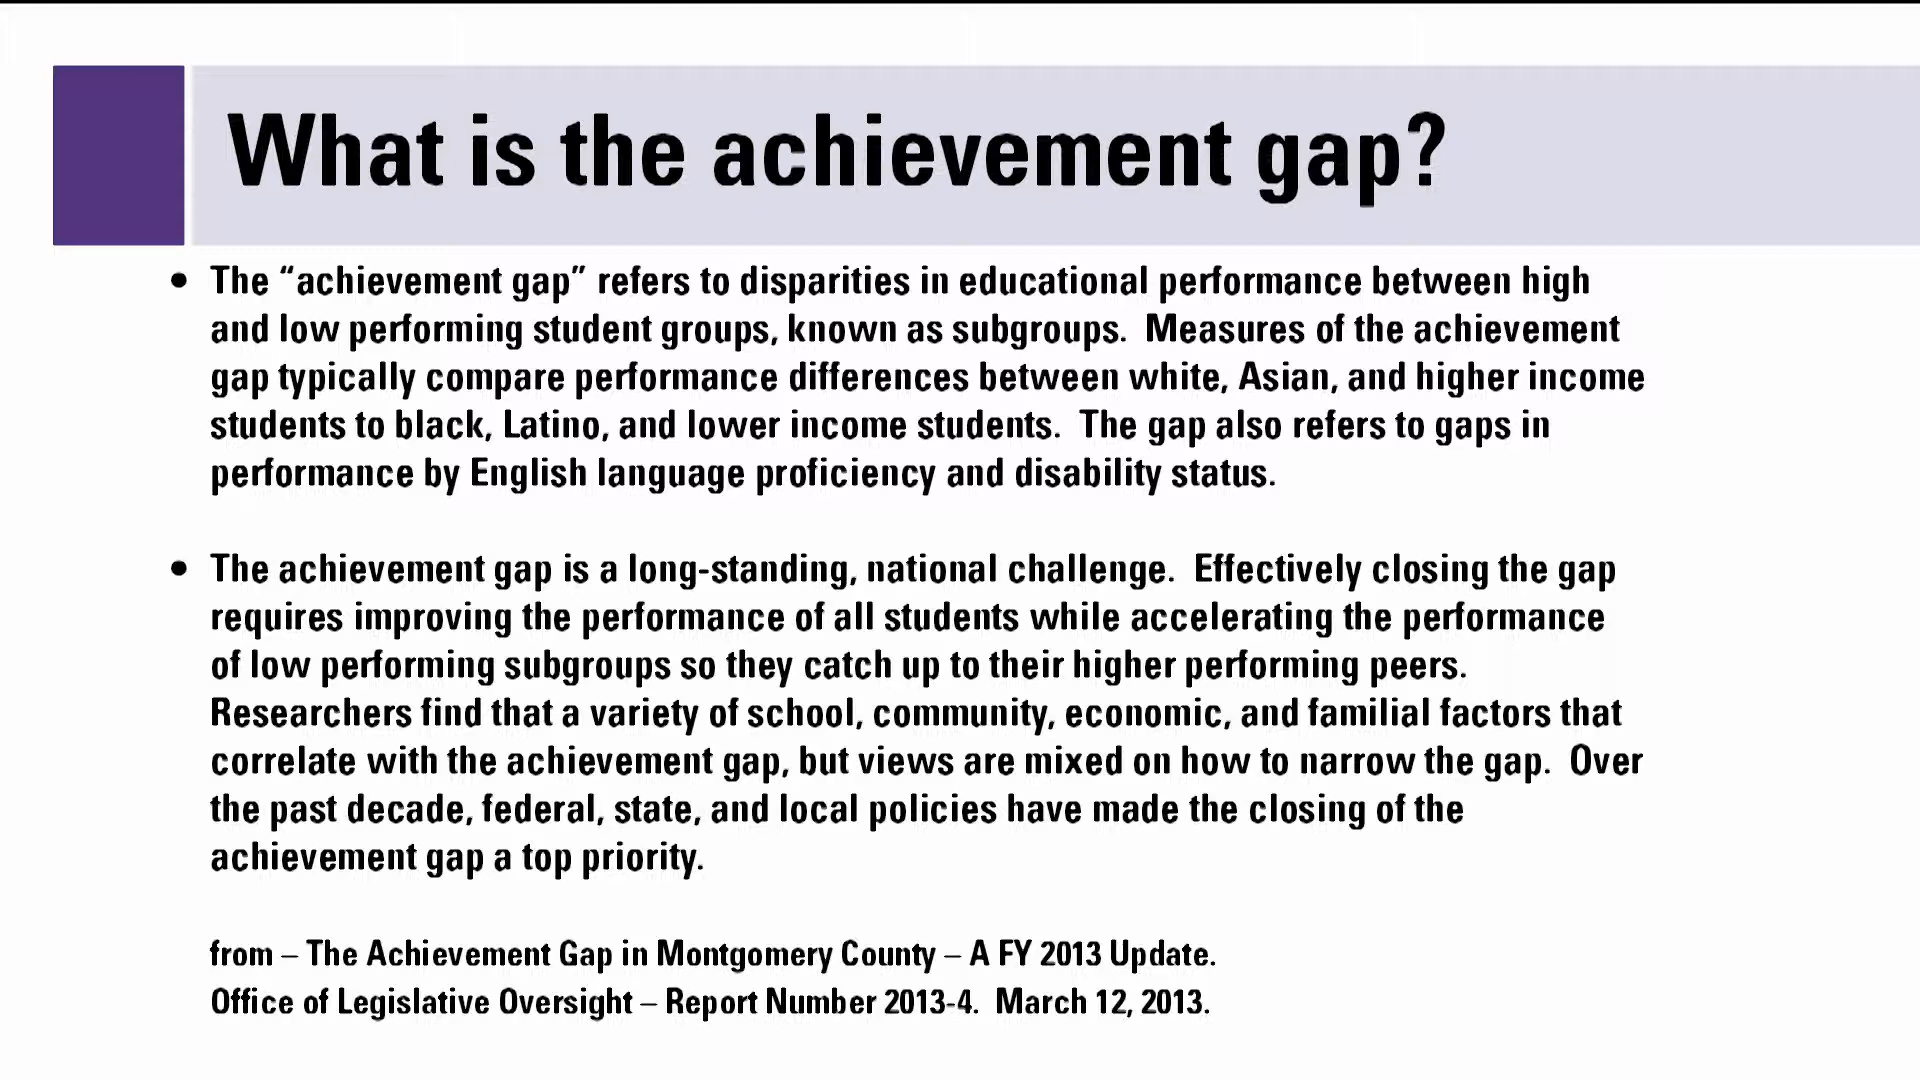 What is the achievement gap?
• The “achievement gap” refers to disparities in educational performance between high
and low performing student groups, known as subgroups.  Measures of the achievement
gap typically compare performance differences between white, Asian, and higher income
students to black, Latino, and lower income students.  The gap also refers to gaps in
performance by English language proficiency and disability status.
• The achievement gap is a long-standing, national challenge.  Effectively closing the gap
requires improving the performance of all students while accelerating the performance
of low performing subgroups so they catch up to their higher performing peers.
Researchers find that a variety of school, community, economic, and familial factors that
correlate with the achievement gap, but views are mixed on how to narrow the gap.  Over
the past decade, federal, state, and local policies have made the closing of the
achievement gap a top priority.
from – The Achievement Gap in Montgomery County – A FY 2013 Update.
Office of Legislative Oversight – Report Number 2013-4.  March 12, 2013.